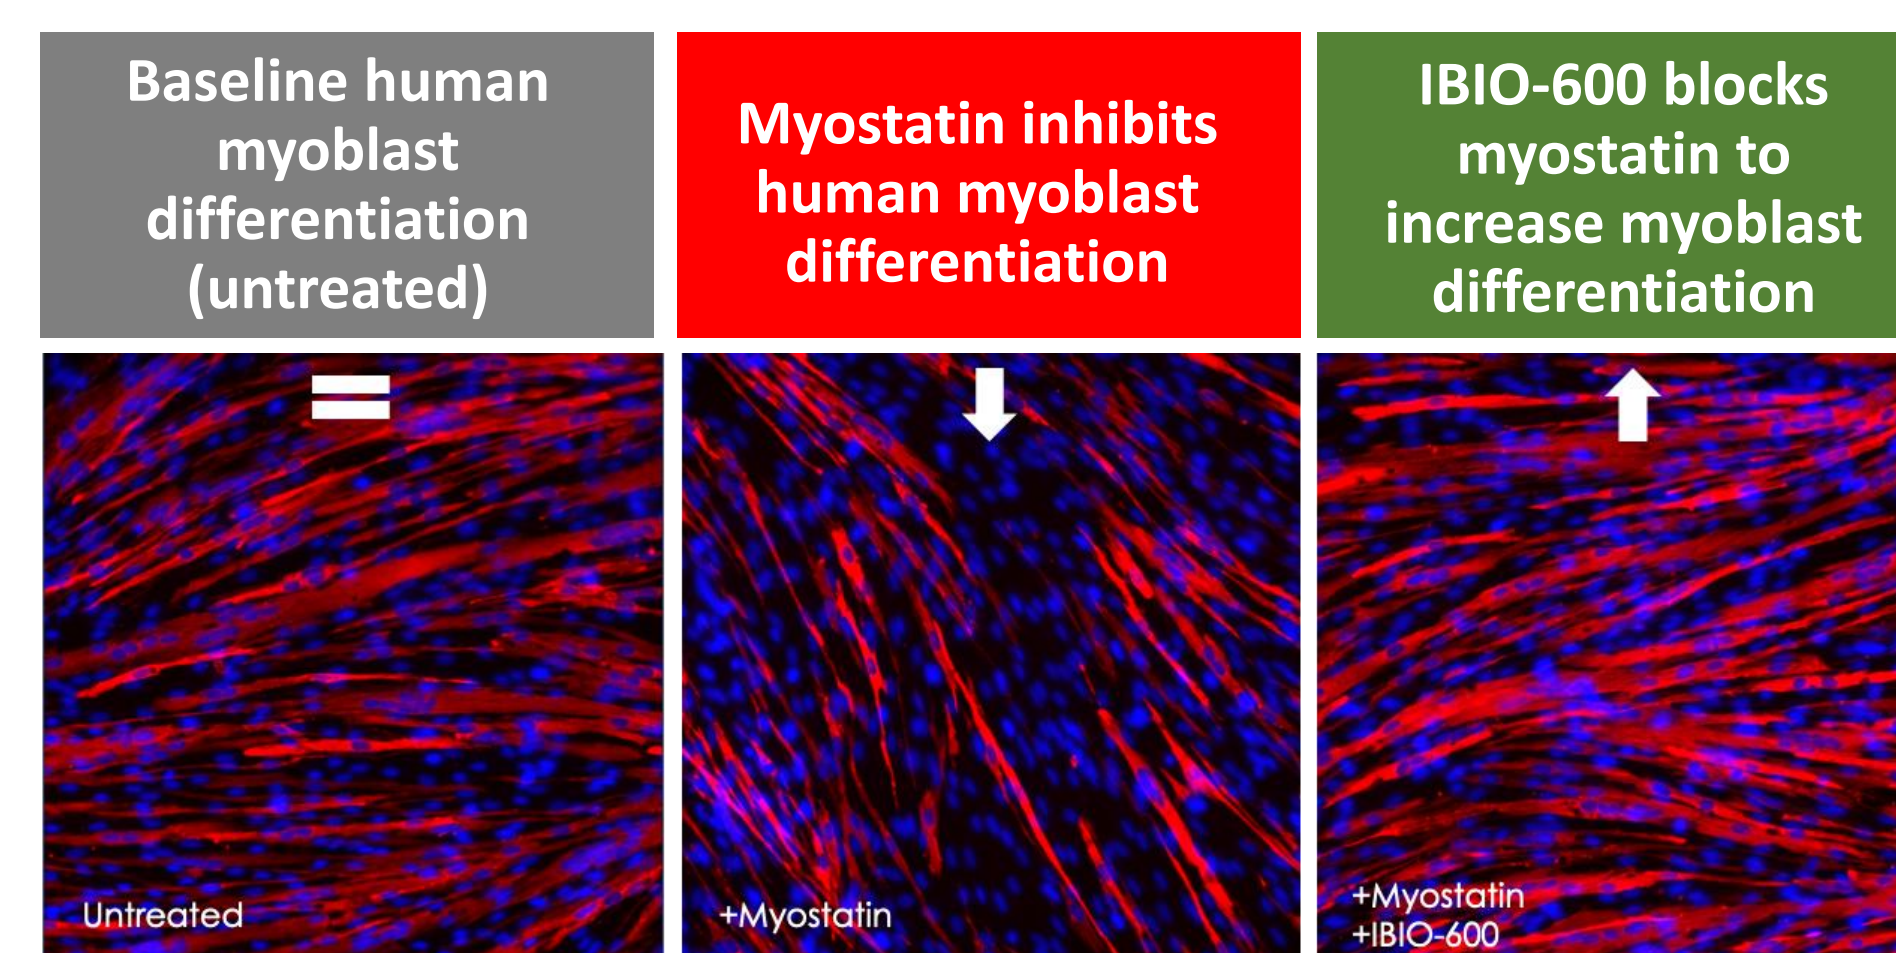 Baseline human
myoblast
differentiation
(untreated)
Myostatin inhibits
human myoblast
differentiation
IBIO-600 blocks
myostatin to
increase myoblast
differentiation
Untreated
+Myostatin
+Myostatin
+IBIO-600